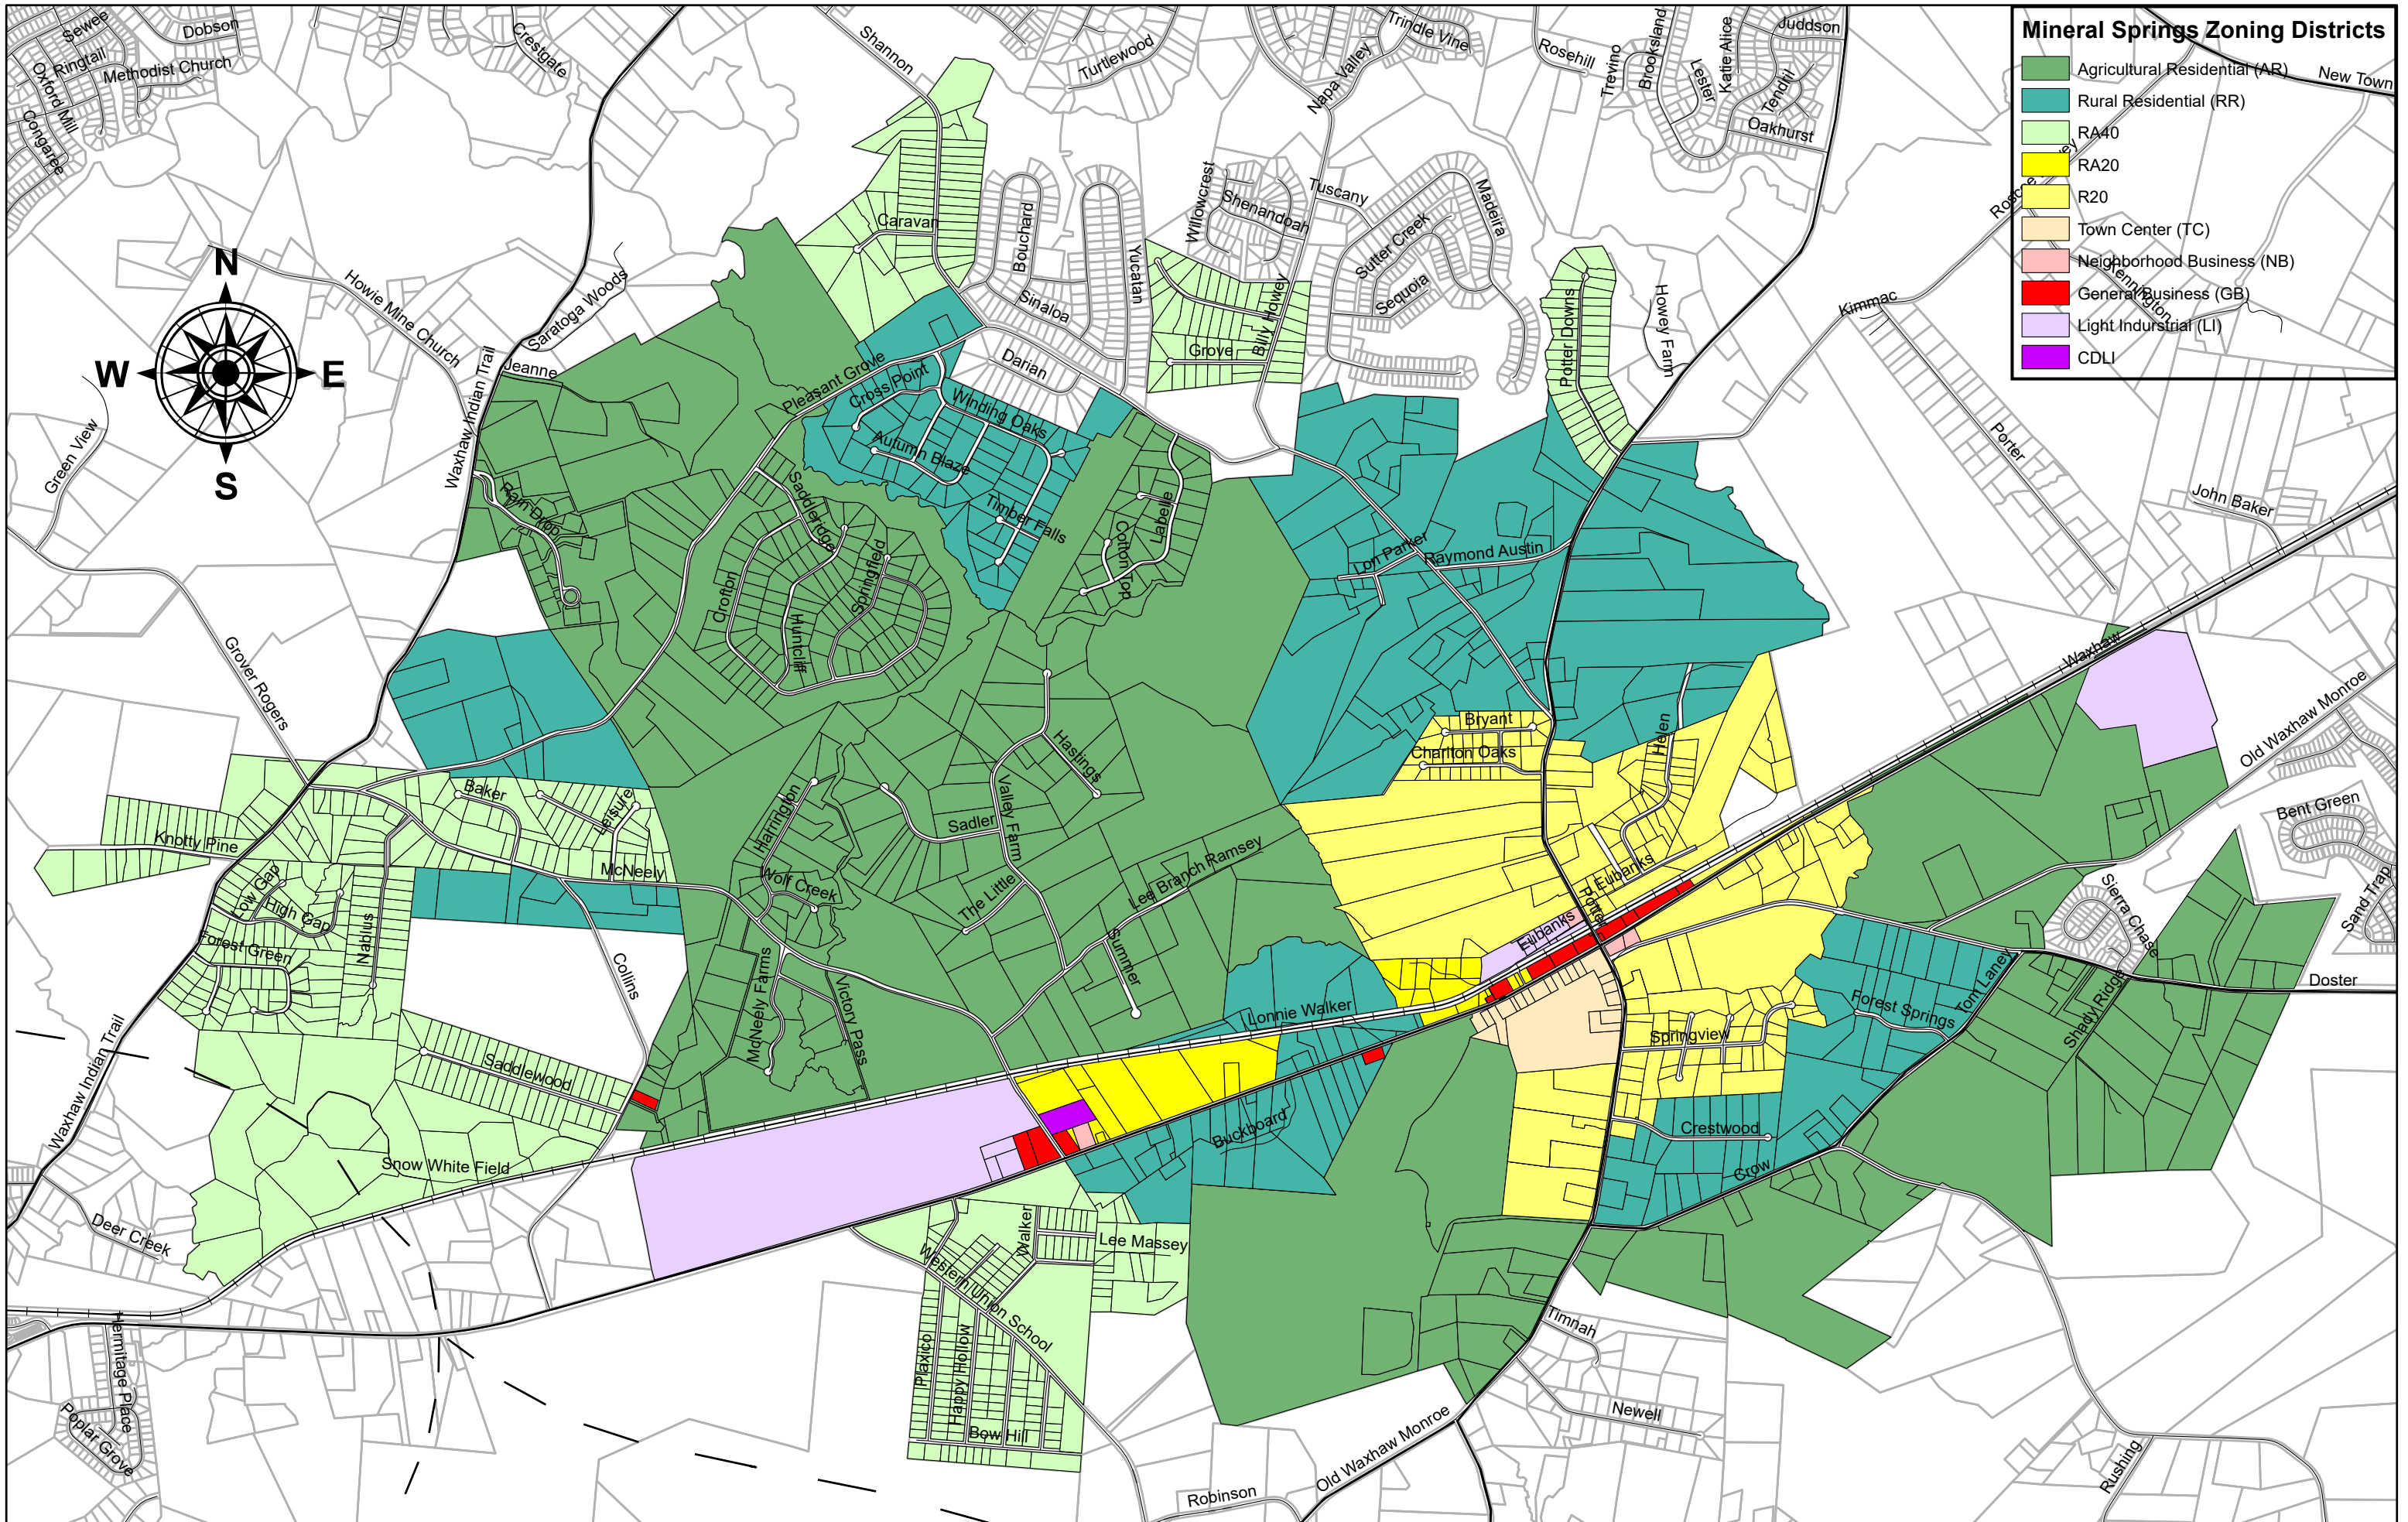 Mineral Springs Zoning Districts
Agricultural Residential (AR)
Rural Residential (RR)
RA40
RA20
R20
Town Center (TC)
Neighborhood Business (NB)
General Business (GB)
Light Indurstrial (LI)
CDLI
N
W
E
S
Sewee
Dobson
Ringtail
Methodist Church
Oxford Mill
Congaree
Crestgate
Shannon
Turtlewood
Trindle Vine
Napa Valley
Rosehill
Trevino
Brooksland
Lester
Katie Alice
Juddson
Tendril
Oakhurst
New Town
Kennington
Kimmac
Porter
John Baker
Howie Mine Church
Saratoga Woods
Green View
Waxhaw Indian Trail
Jeanne
Caravan
Bouchard
Sinaloa
Yucatan
Darian
Willowcrest
Shenandoah
Tuscany
Sutter Creek
Sequoia
Madeira
Billy Howey
Grove
Potter Downs
Howey Farm
Pleasant Grove
Cross Point
Winding Oaks
Autumn Blaze
Timber Falls
Rain Drop
Saddleridge
Springfield
Crofton
Huntcliff
Cotton Top
Labelle
Lon Parker
Raymond Austin
Grover Rogers
Waxhaw
Old Waxhaw Monroe
Bent Green
Sand Trap
Bryant
Charlton Oaks
Helen
Hastings
Valley Farm
Sadler
Harrington
Baker
Leisure
Knotty Pine
McNeely
Wolf Creek
The Little
Lee Branch Ramsey
Summer
Eubanks
Potter
Eubanks
Low Gap
High Gap
Forest Green
Nablus
Collins
McNeely Farms
Victory Pass
Lonnie Walker
Sierra Chase
Doster
Tom Laney
Forest Springs
Shady Ridge
Springview
Crestwood
Crow
Buckboard
Saddlewood
Snow White Field
Waxhaw Indian Trail
Deer Creek
Walker
Lee Massey
Western Union School
Plaxico
Happy Hollow
Bow Hill
Timnah
Newell
Old Waxhaw Monroe
Robinson
Rushing
Hermitage Place
Poplar Grove